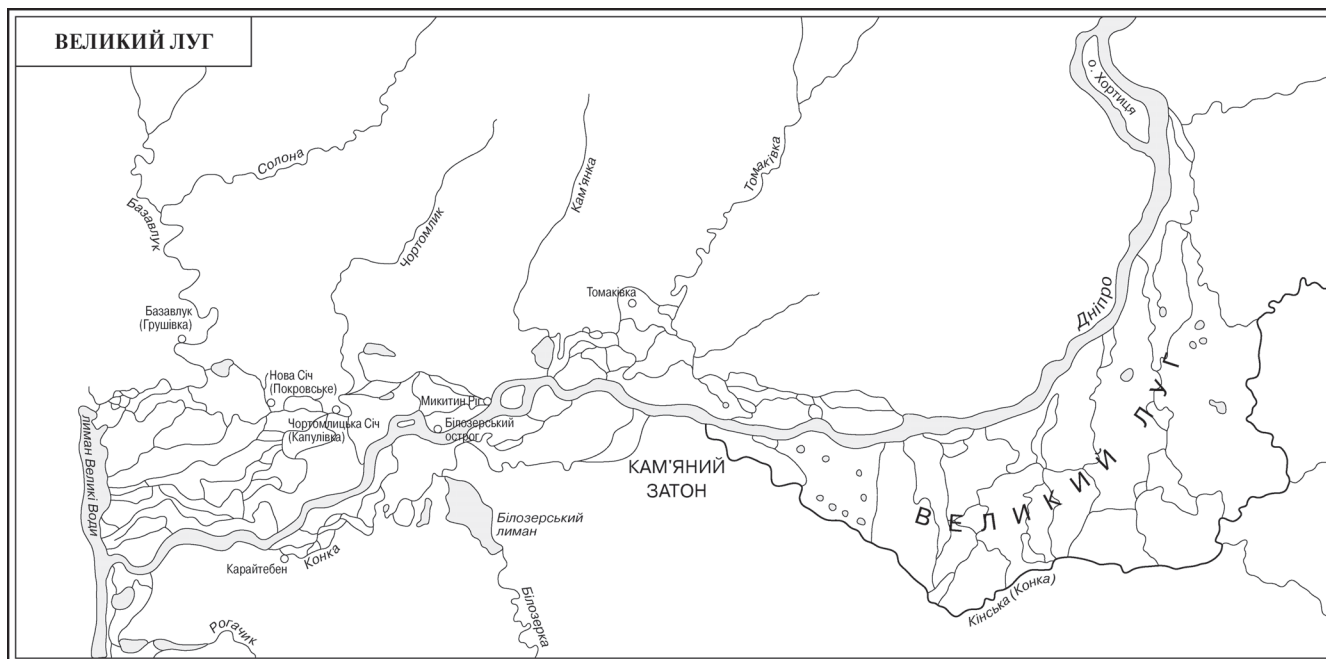 ВЕЛИКИЙ ЛУГ
о. Хортиця
Солона
Базавлук
Чортомлик
Кам'янка
Томаківка
Томаківка
Базавлук
(Грушівка)
Дніпро
Нова Січ
(Покровське)
Микитин Ріг
Чортомлицька Січ
(Капулівка)
Білозерський
острог
лиман Великі Води
КАМ'ЯНИЙ
ЗАТОН
ВЕЛИКИЙ ЛУГ
Білозерський
лиман
Карайтебен
Конка
Білозерка
Рогачик
Кінська (Конка)